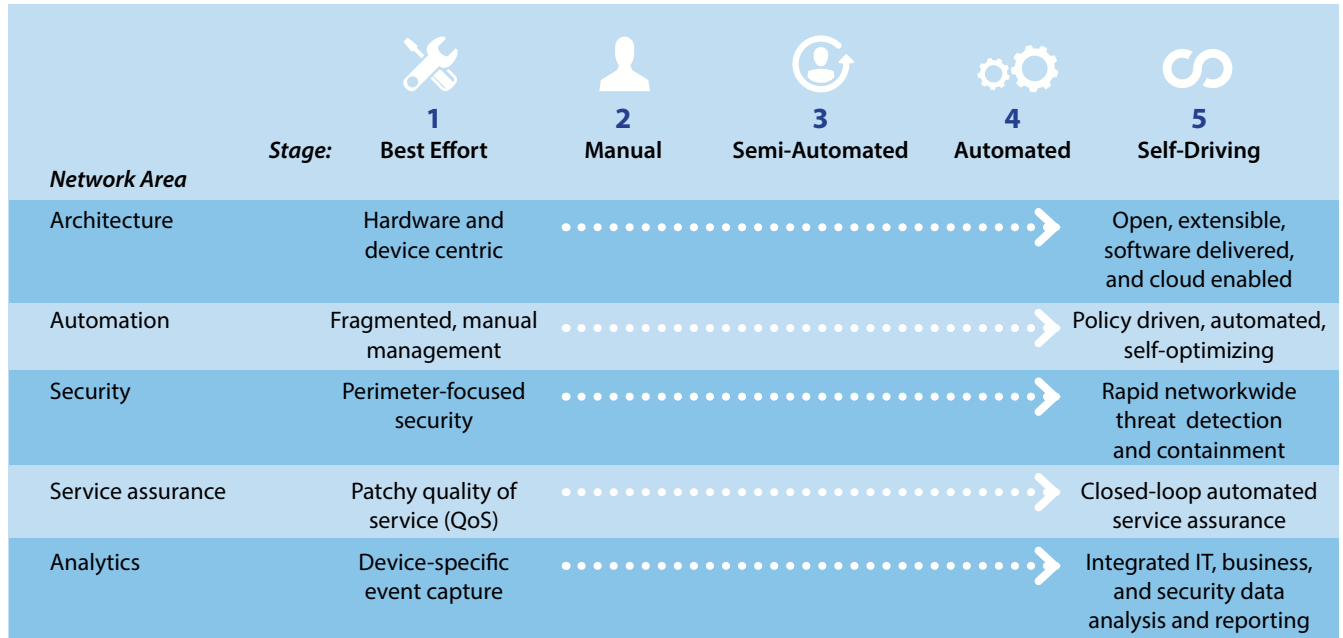 1 2 3 4 5
Stage: Best Effort Manual Semi-Automated Automated Self-Driving
Network Area
Architecture
Hardware and
device centric
Open, extensible,
software delivered,
and cloud enabled
Automation
Fragmented, manual
management
Policy driven, automated,
self-optimizing
Security
Perimeter-focused
security
Rapid networkwide
threat detection
and containment
Service assurance
Patchy quality of
service (QoS)
Closed-loop automated
service assurance
Analytics
Device-specific
event capture
Integrated IT, business,
and security data
analysis and reporting